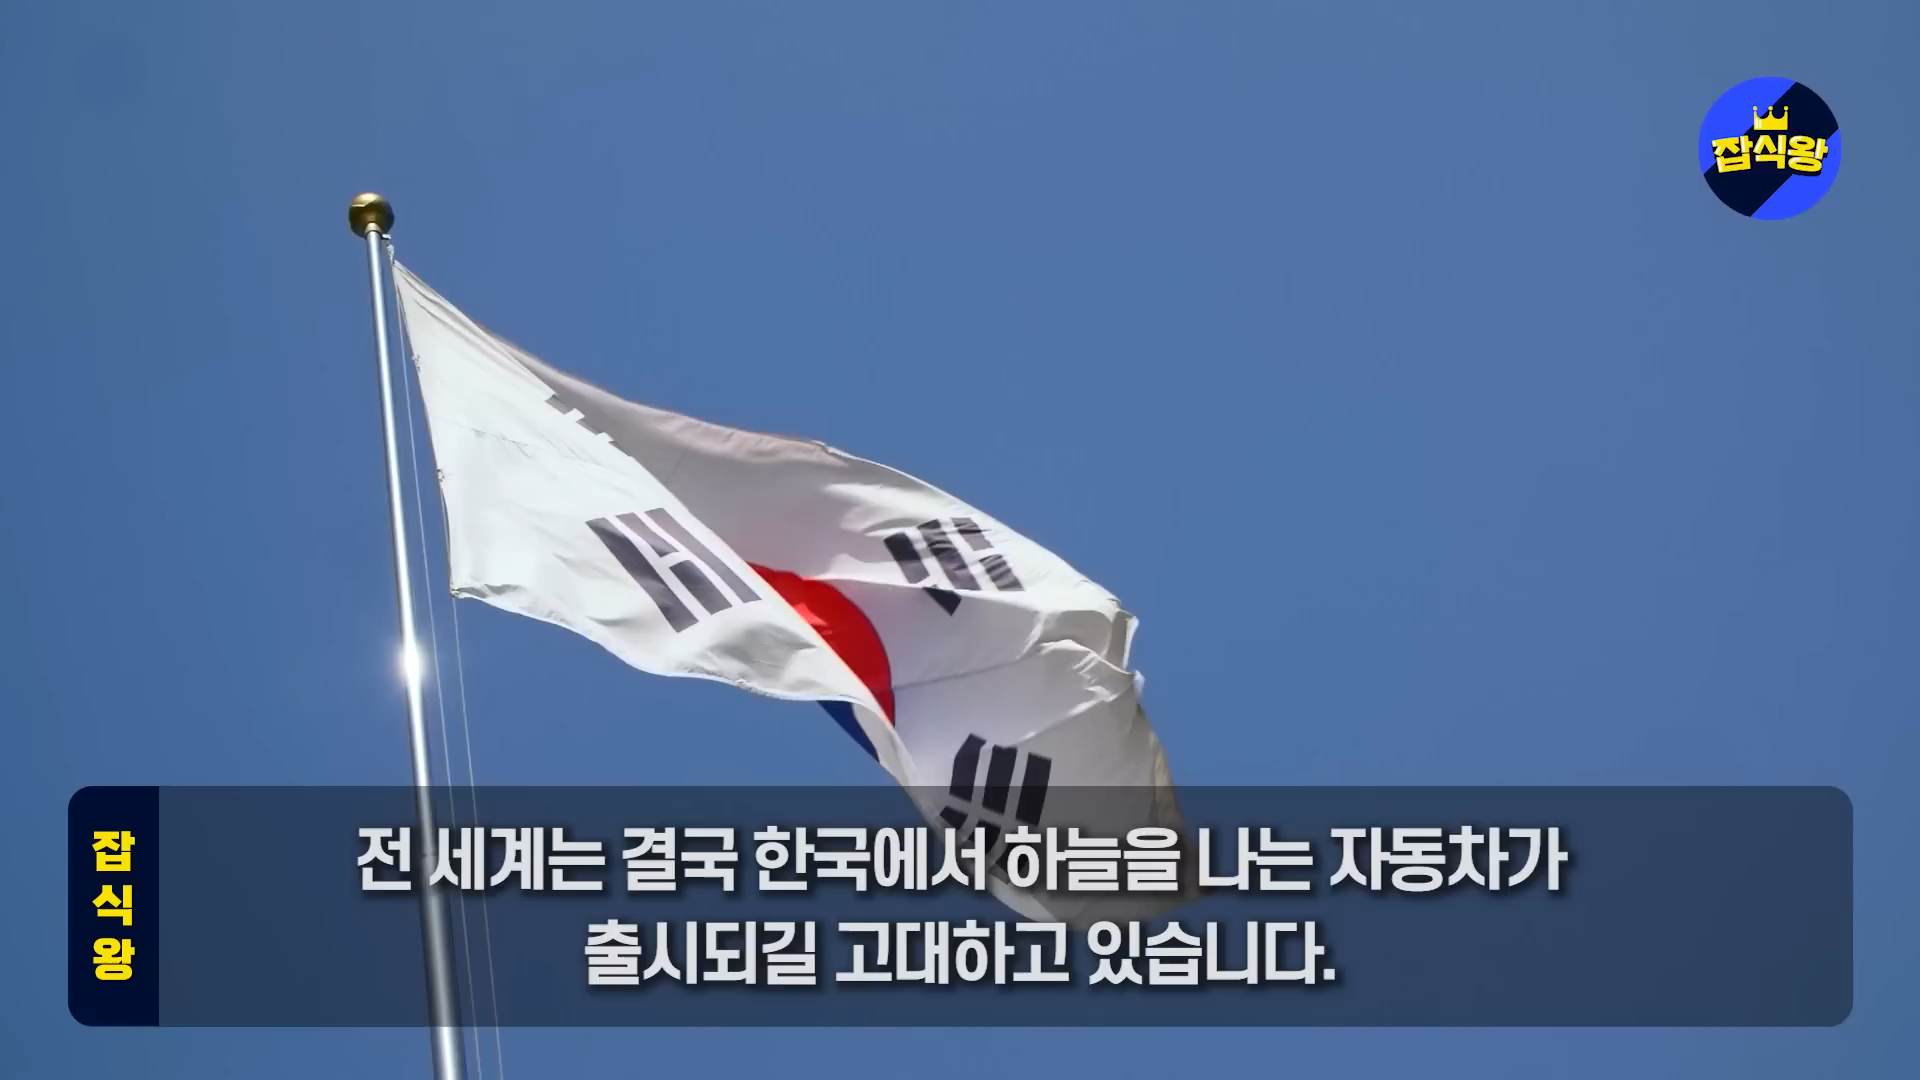 잡식왕
잡식왕
전 세계는 결국 한국에서 하늘을 나는 자동차가
출시되길 고대하고 있습니다.